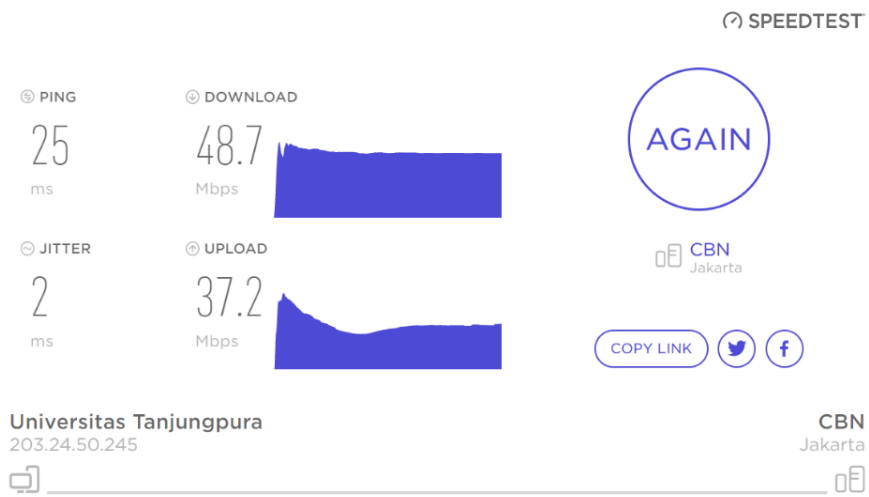 SPEEDTEST
PING
25
ms
DOWNLOAD
48.7
Mbps
AGAIN
JITTER
2
ms
UPLOAD
37.2
Mbps
CBN
Jakarta
COPY LINK
Universitas Tanjungpura
203.24.50.245
CBN
Jakarta